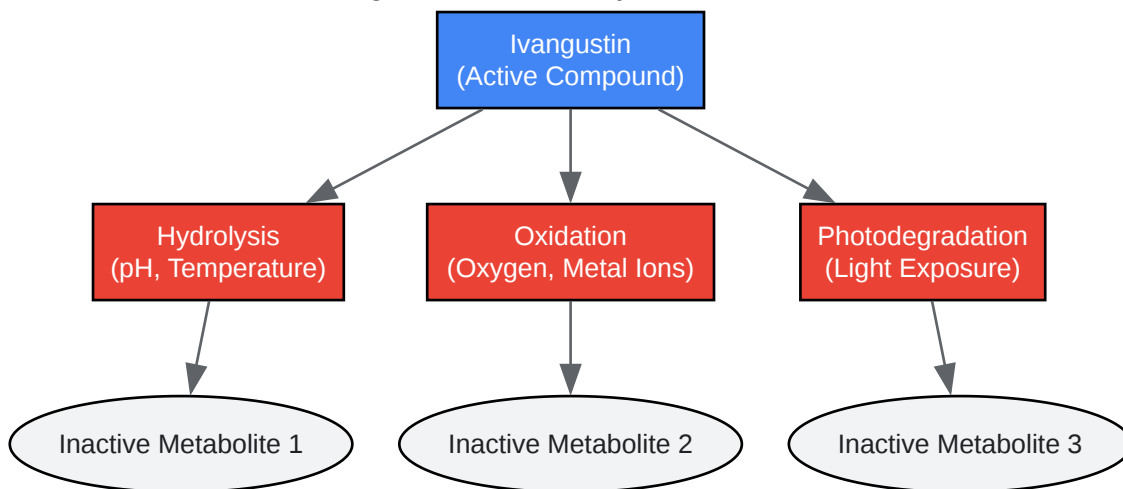 Ivangustin
(Active Compound)
Hydrolysis
(pH, Temperature)
Oxidation
(Oxygen, Metal Ions)
Photodegradation
(Light Exposure)
Inactive Metabolite 1
Inactive Metabolite 2
Inactive Metabolite 3